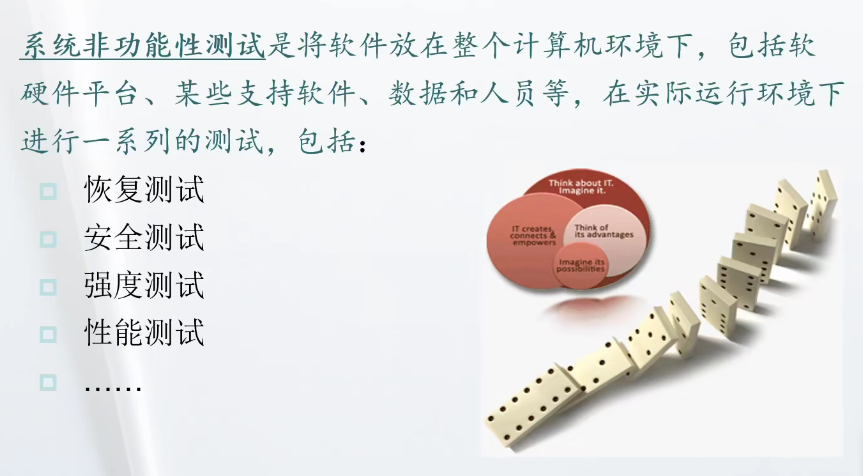 系统非功能性测试是将软件放在整个计算机环境下，包括软
硬件平台、某些支持软件、数据和人员等，在实际运行环境下
进行一系列的测试，包括：
恢复测试
安全测试
强度测试
性能测试
……
Think about IT.
Imagine it.
IT creates,
connects &
empowers
Think of
its advantages
Imagine its
possibilities